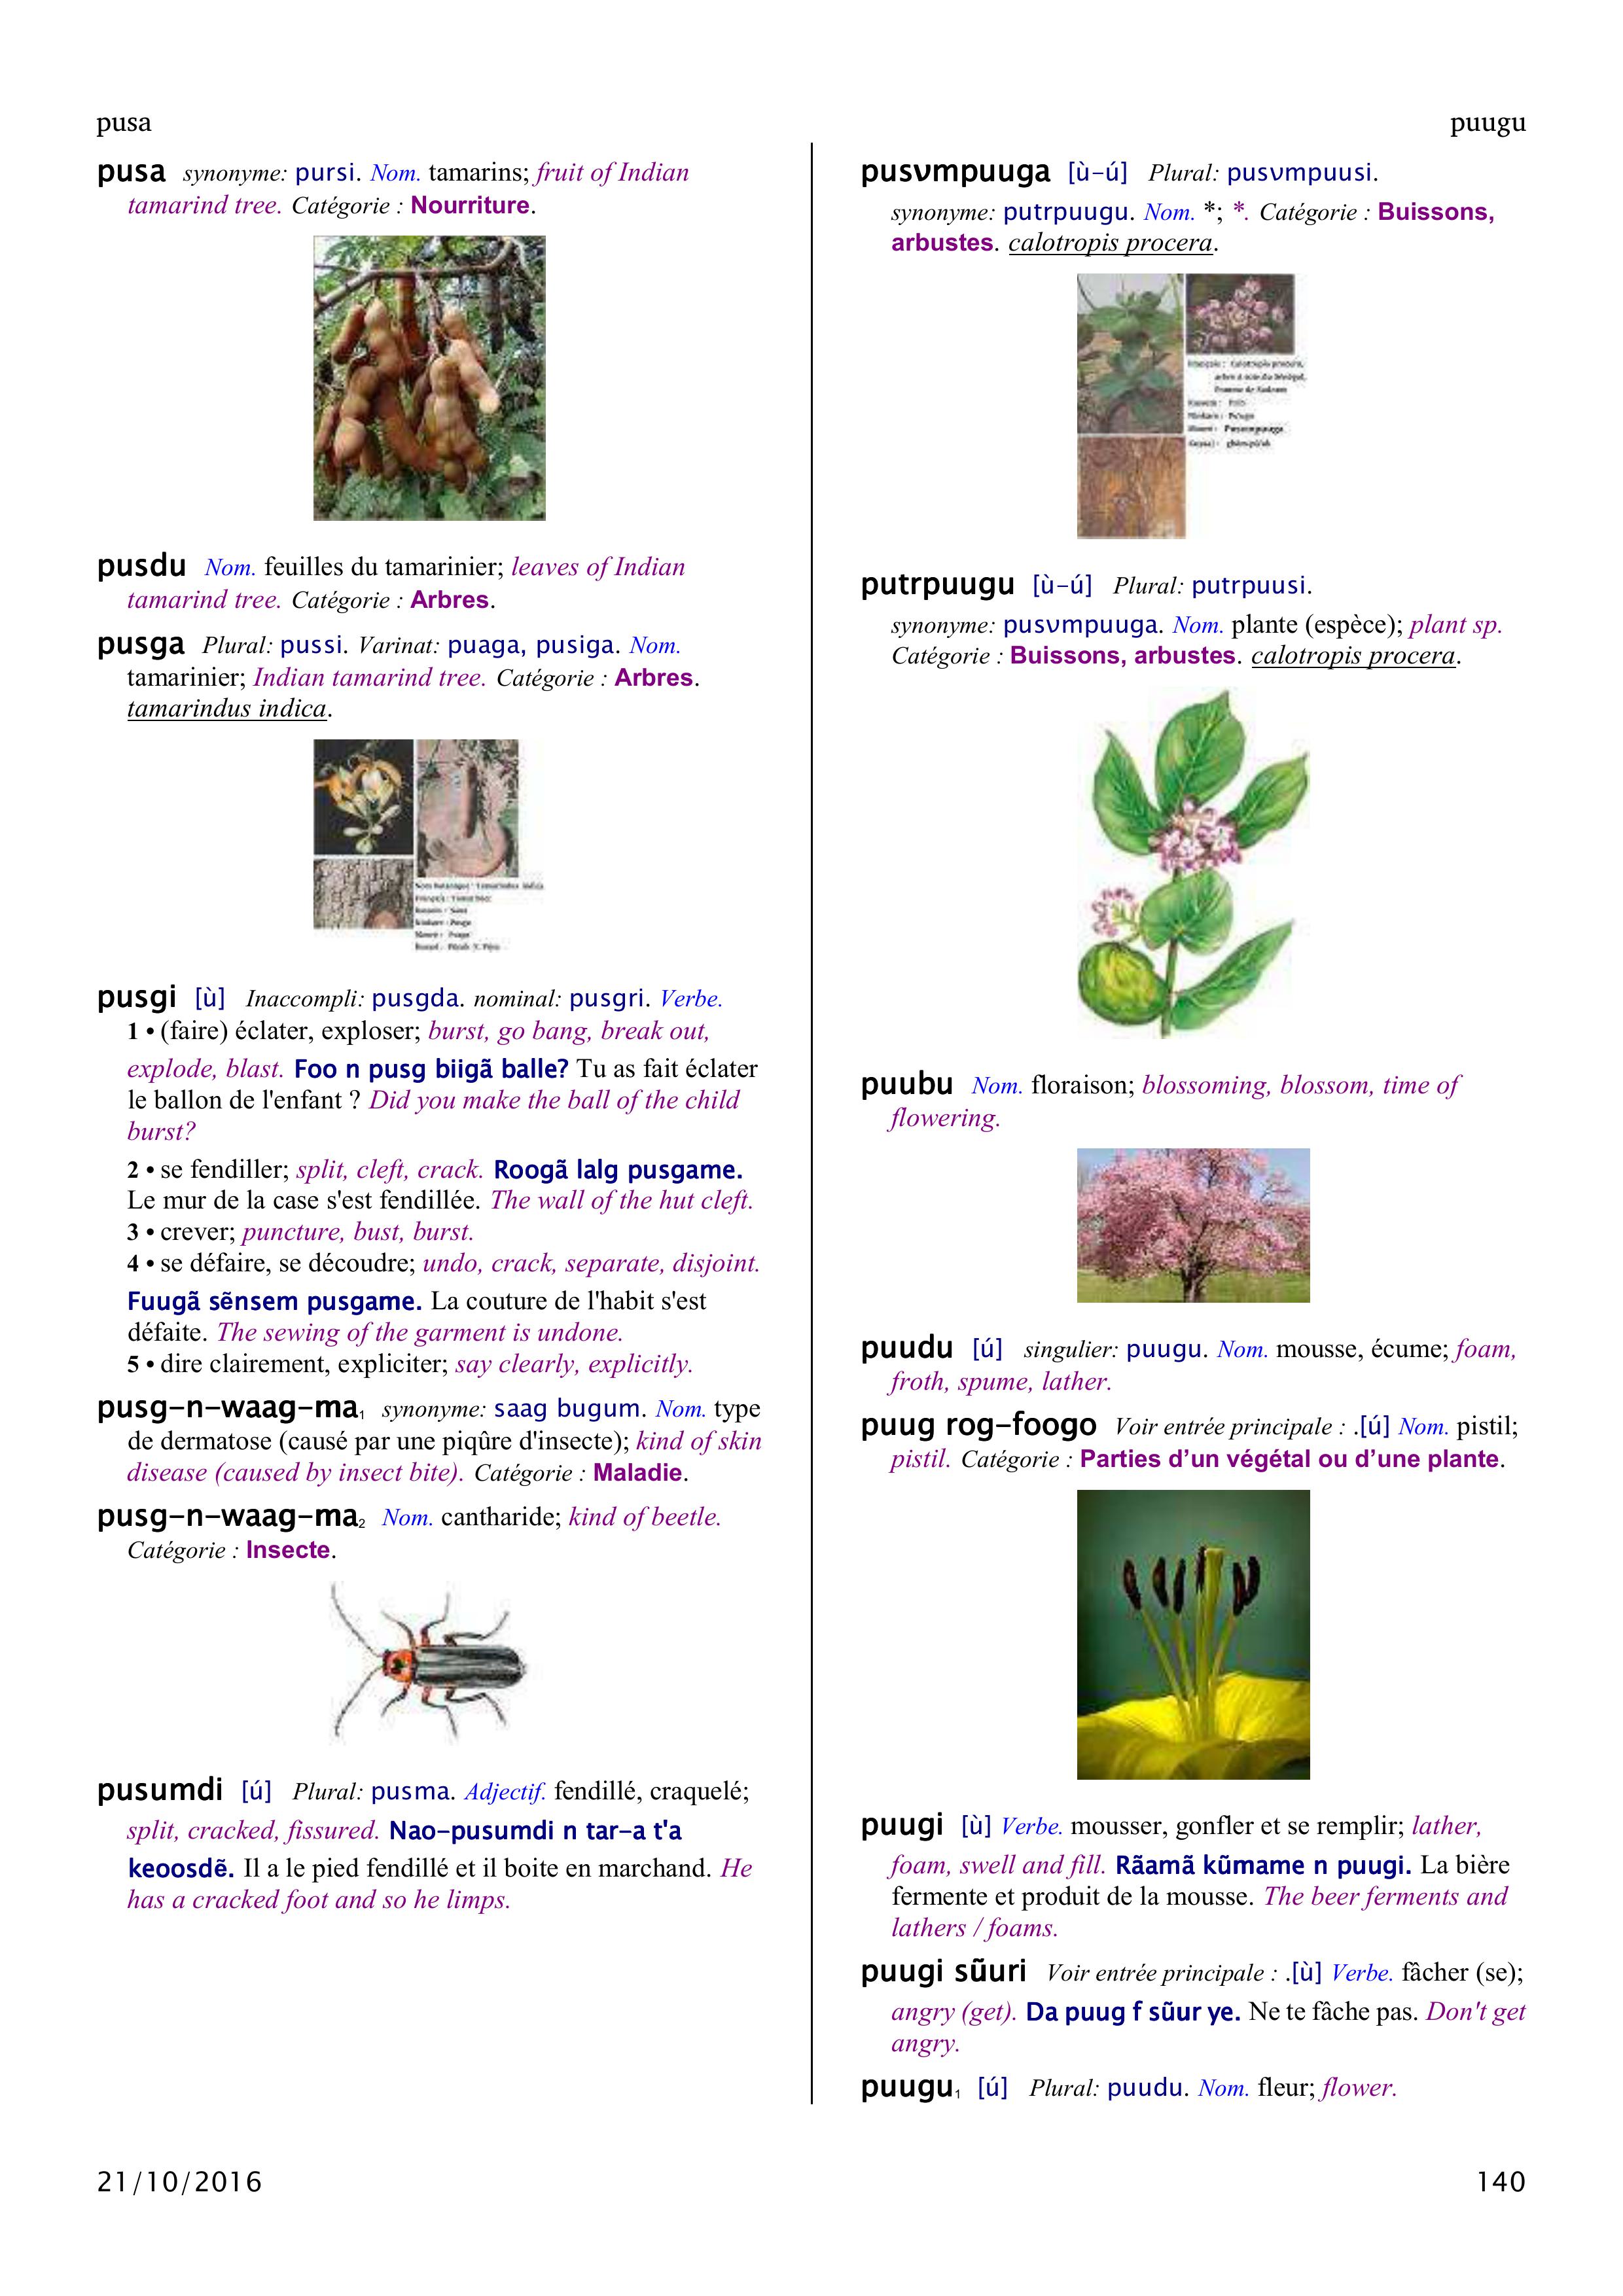 pusa
puugu
pusa synonyme: pursi. Nom. tamarins; fruit of Indian
tamarind tree. Catégorie : Nourriture.
pusdu Nom. feuilles du tamarinier; leaves of Indian
tamarind tree. Catégorie : Arbres.
pusga Plural: pussi. Varinat: puaga, pusiga. Nom.
tamarinier; Indian tamarind tree. Catégorie : Arbres.
tamarindus indica.
pusgi [ù] Inaccompli: pusgda. nominal: pusgri. Verbe.
1 • (faire) éclater, exploser; burst, go bang, break out,
explode, blast. Foo n pusg biigã balle? Tu as fait éclater
le ballon de l'enfant ? Did you make the ball of the child
burst?
2 • se fendiller; split, cleft, crack. Roogã lalg pusgame.
Le mur de la case s'est fendillée. The wall of the hut cleft.
3 • crever; puncture, bust, burst.
4 • se défaire, se découdre; undo, crack, separate, disjoint.
Fuugã sẽnsem pusgame. La couture de l'habit s'est
défaite. The sewing of the garment is undone.
5 • dire clairement, expliciter; say clearly, explicitly.
pusg-n-waag-ma₁ synonyme: saag bugum. Nom. type
de dermatose (causé par une piqûre d'insecte); kind of skin
disease (caused by insect bite). Catégorie : Maladie.
pusg-n-waag-ma₂ Nom. cantharide; kind of beetle.
Catégorie : Insecte.
pusumdi [ú] Plural: pusma. Adjectif. fendillé, craquelé;
split, cracked, fissured. Nao-pusumdi n tar-a t'a
keoosdẽ. Il a le pied fendillé et il boite en marchand. He
has a cracked foot and so he limps.
pusʋmpuuga [ù-ú] Plural: pusʋmpuusi.
synonyme: putrpuugu. Nom. *; *. Catégorie : Buissons,
arbustes. calotropis procera.
putrpuugu [ù-ú] Plural: putrpuusi.
synonyme: pusʋmpuuga. Nom. plante (espèce); plant sp.
Catégorie : Buissons, arbustes. calotropis procera.
puubu Nom. floraison; blossoming, blossom, time of
flowering.
puudu [ú] singulier: puugu. Nom. mousse, écume; foam,
froth, spume, lather.
puug rog-foogo Voir entrée principale : .[ú] Nom. pistil;
pistil. Catégorie : Parties d’un végétal ou d’une plante.
puugi [ù] Verbe. mousser, gonfler et se remplir; lather,
foam, swell and fill. Rãamã kũmame n puugi. La bière
fermente et produit de la mousse. The beer ferments and
lathers / foams.
puugi sũuri Voir entrée principale : .[ù] Verbe. fâcher (se);
angry (get). Da puug f sũur ye. Ne te fâche pas. Don't get
angry.
puugu₁ [ú] Plural: puudu. Nom. fleur; flower.
21/10/2016
140